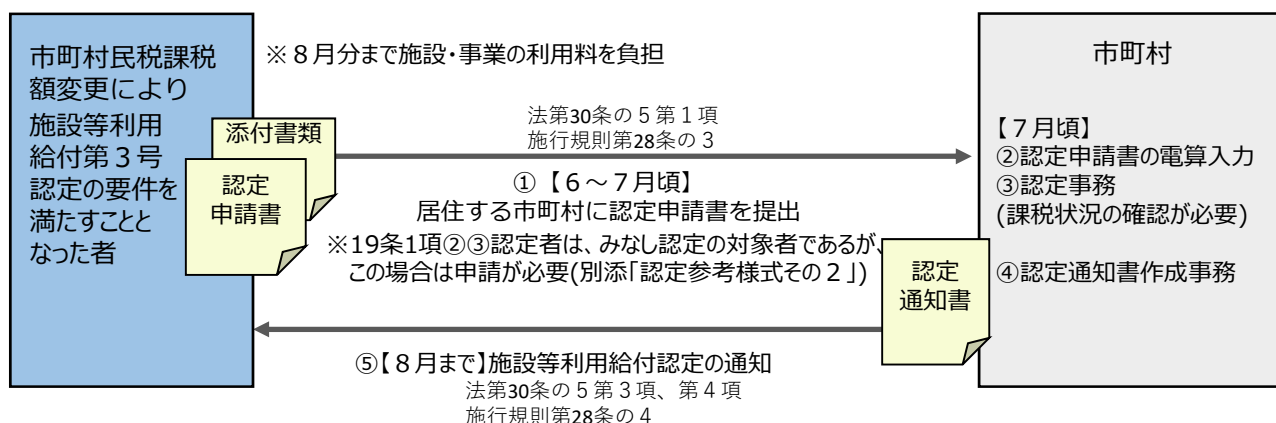 市町村民税課税
額変更により
施設等利用
給付第３号
認定の要件を
満たすことと
なった者
※８月分まで施設・事業の利用料を負担
添付書類
認定
申請書
法第30条の５第１項
施行規則第28条の３
①【６～７月頃】
居住する市町村に認定申請書を提出
※19条1項②③認定者は、みなし認定の対象者であるが、
この場合は申請が必要(別添「認定参考様式その２」)
認定
通知書
⑤【８月まで】施設等利用給付認定の通知
法第30条の５第３項、第４項
施行規則第28条の４
市町村
【７月頃】
②認定申請書の電算入力
③認定事務
(課税状況の確認が必要)
④認定通知書作成事務